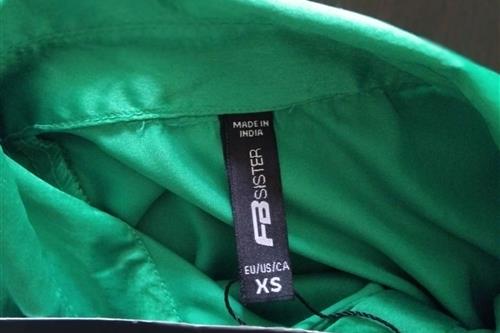 MADE IN
INDIA
FB SISTER
EU/US/CA
XS